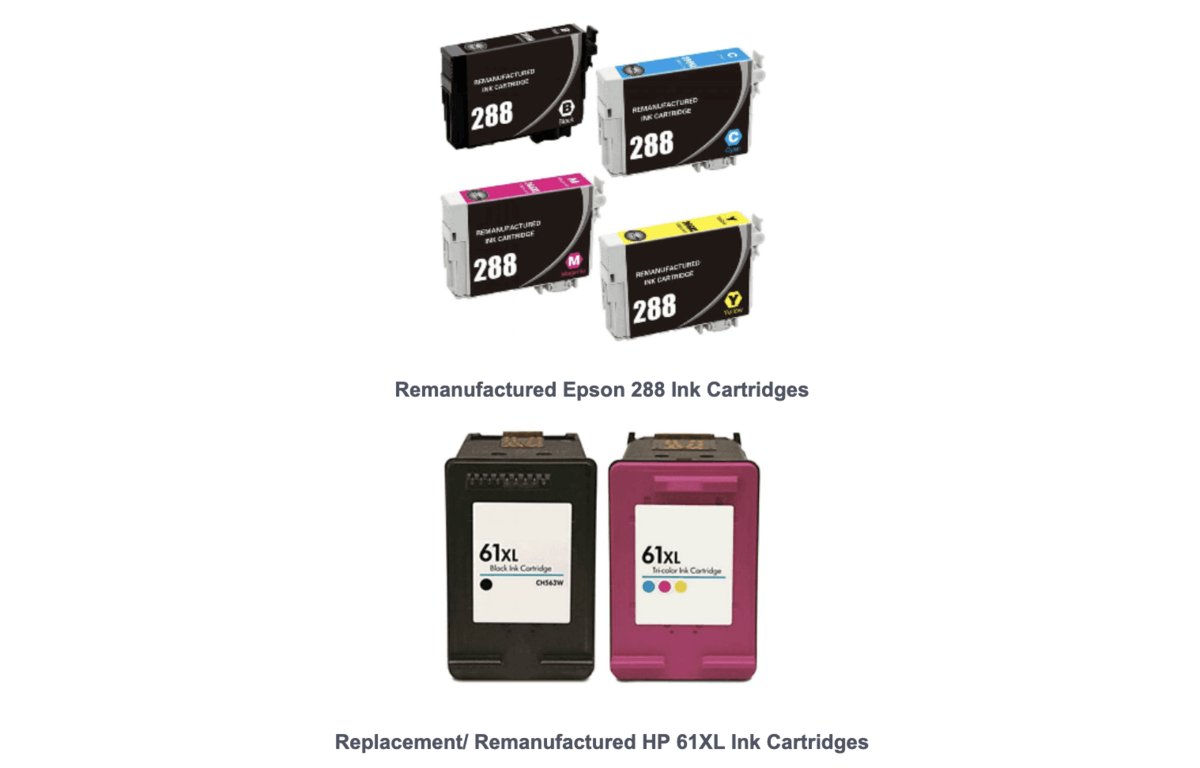 REMANUFACTURED
INK CARTRIDGE
288
B
Black
REMANUFACTURED
INK CARTRIDGE
288
C
C
Cyan
REMANUFACTURED
INK CARTRIDGE
288
M
M
Magenta
REMANUFACTURED
INK CARTRIDGE
288
Y
Y
Yellow
Remanufactured Epson 288 Ink Cartridges
61XL
Black Ink Cartridge
CH563W
61XL
Tri-color Ink Cartridge
Replacement/ Remanufactured HP 61XL Ink Cartridges